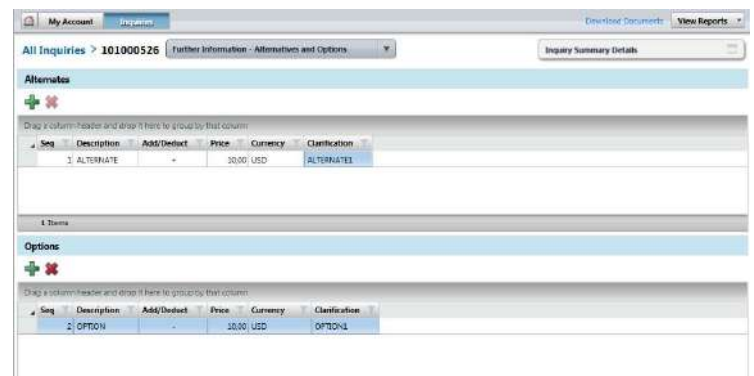 My Account Inquiries Download Documents View Reports
All Inquiries > 101000526 Further Information - Alternatives and Options Inquiry Summary Details
Alternates
Drag a column header and drop it here to group by that column
Seq Description Add/Deduct Price Currency Clarification
1 ALTERNATE - 10.00 USD ALTERNATE1
1 Items
Options
Drag a column header and drop it here to group by that column
Seq Description Add/Deduct Price Currency Clarification
2 OPTION - 10.00 USD OPTION1